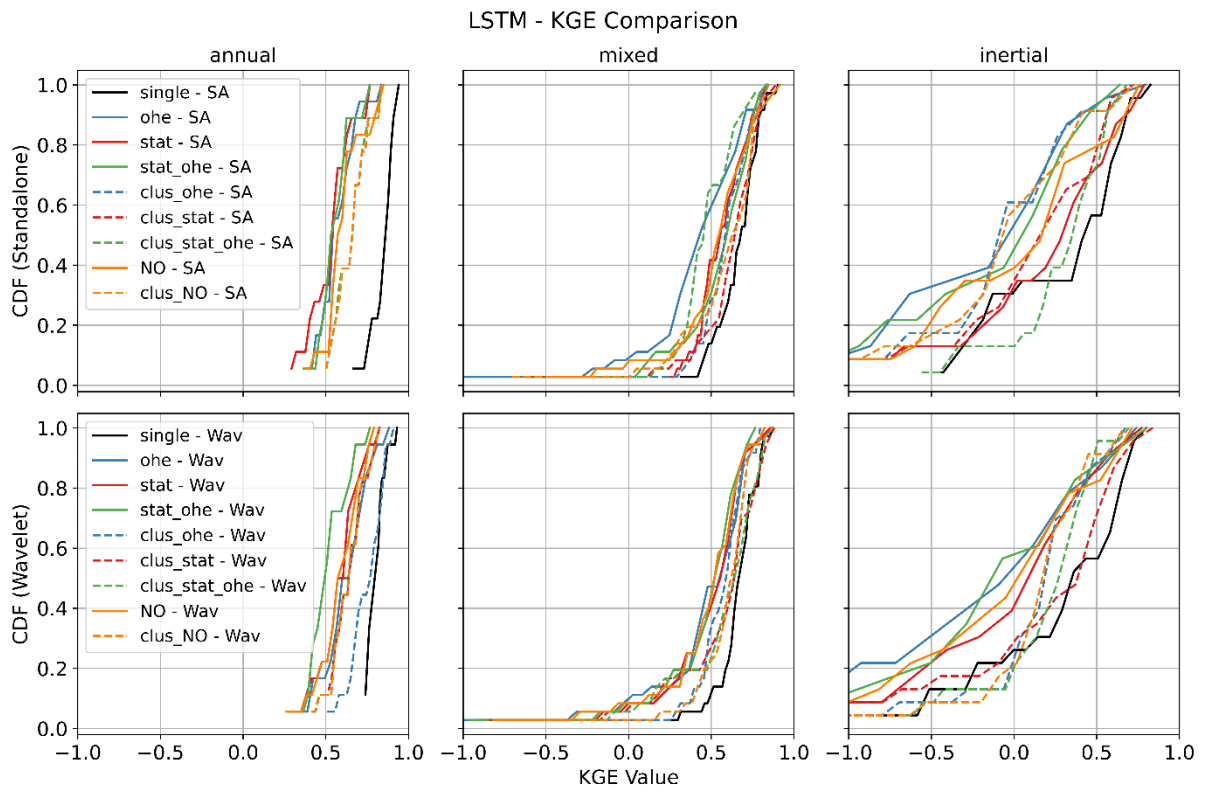 LSTM - KGE Comparison
annual
mixed
inertial
CDF (Standalone)
1.0
0.8
0.6
0.4
0.2
0.0
single - SA
ohe - SA
stat - SA
stat_ohe - SA
clus_ohe - SA
clus_stat - SA
clus_stat_ohe - SA
NO - SA
clus_NO - SA
CDF (Wavelet)
1.0
0.8
0.6
0.4
0.2
0.0
single - Wav
ohe - Wav
stat - Wav
stat_ohe - Wav
clus_ohe - Wav
clus_stat - Wav
clus_stat_ohe - Wav
NO - Wav
clus_NO - Wav
−1.0 −0.5 0.0 0.5 1.0
−1.0 −0.5 0.0 0.5 1.0
−1.0 −0.5 0.0 0.5 1.0
KGE Value